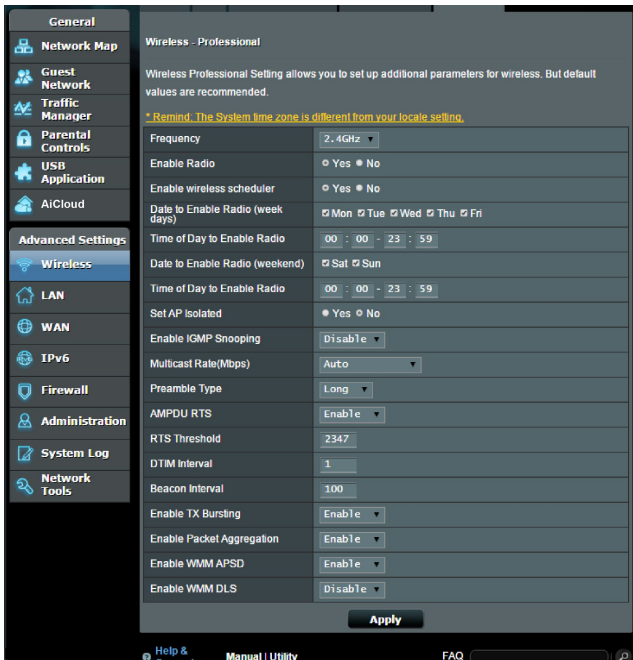 General
Network Map
Guest
Network
Traffic
Manager
Parental
Controls
USB
Application
AiCloud
Advanced Settings
Wireless
LAN
WAN
IPv6
Firewall
Administration
System Log
Network
Tools
Wireless - Professional
Wireless Professional Setting allows you to set up additional parameters for wireless. But default
values are recommended.
* Remind: The System time zone is different from your locale setting.
Frequency 2.4GHz
Enable Radio Yes No
Enable wireless scheduler Yes No
Date to Enable Radio (week
days) Mon Tue Wed Thu Fri
Time of Day to Enable Radio 00 : 00 - 23 : 59
Date to Enable Radio (weekend) Sat Sun
Time of Day to Enable Radio 00 : 00 - 23 : 59
Set AP Isolated Yes No
Enable IGMP Snooping Disable
Multicast Rate(Mbps) Auto
Preamble Type Long
AMPDU RTS Enable
RTS Threshold 2347
DTIM Interval 1
Beacon Interval 100
Enable TX Bursting Enable
Enable Packet Aggregation Enable
Enable WMM APSD Enable
Enable WMM DLS Disable
Apply
Help &
Manual | Utility
FAQ